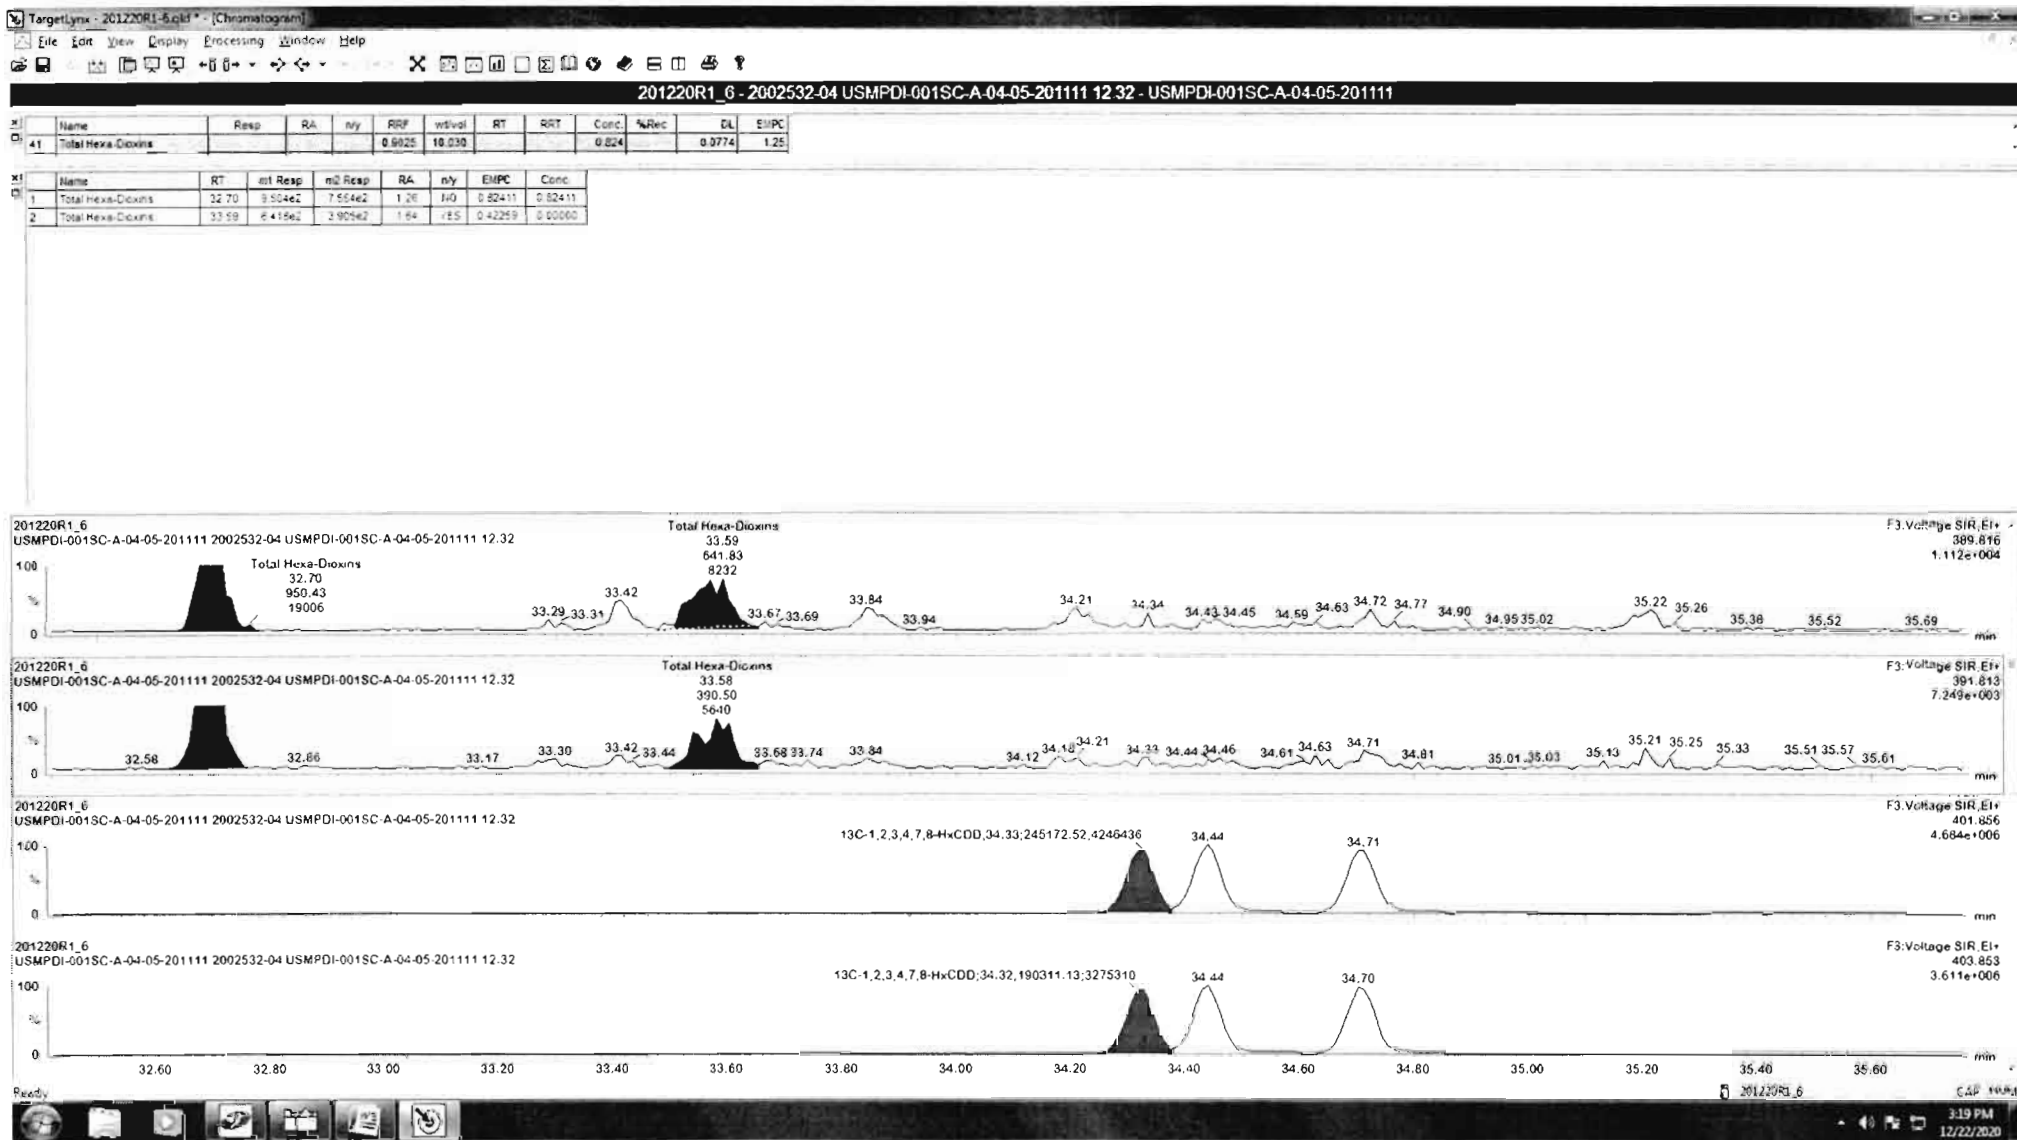 TargetLynx - 201220R1-6.qld * - [Chromatogram]
File Edit View Display Processing Window Help
201220R1_6 - 2002532-04 USMPDI-001SC-A-04-05-201111 12.32 - USMPDI-001SC-A-04-05-201111
Name Resp RA n/y RRF wt/vol RT RRT Conc. %Rec DL EMPC
41 Total Hexa-Dioxins 0.9025 10.030 0.824 0.0774 1.25
Name RT m1 Resp m2 Resp RA n/y EMPC Conc.
1 Total Hexa-Dioxins 32.70 9.504e2 7.554e2 1.26 NO 0.82411 0.82411
2 Total Hexa-Dioxins 33.59 6.418e2 3.905e2 1.64 YES 0.42259 0.00000
201220R1_6
USMPDI-001SC-A-04-05-201111 2002532-04 USMPDI-001SC-A-04-05-201111 12.32
F3:Voltage SIR,EI+
389.816
1.112e+004
Total Hexa-Dioxins
33.59
641.83
8232
Total Hexa-Dioxins
32.70
950.43
19006
100
%
0
33.29 33.31 33.42 33.67 33.69 33.84 33.94 34.21 34.34 34.43 34.45 34.59 34.63 34.72 34.77 34.90 34.95 35.02 35.22 35.26 35.38 35.52 35.69
min
201220R1_6
USMPDI-001SC-A-04-05-201111 2002532-04 USMPDI-001SC-A-04-05-201111 12.32
F3:Voltage SIR,EI+
391.813
7.249e+003
Total Hexa-Dioxins
33.58
390.50
5640
100
%
0
32.58 32.86 33.17 33.30 33.42 33.44 33.68 33.74 33.84 34.12 34.18 34.21 34.33 34.44 34.46 34.61 34.63 34.71 34.81 35.01 35.03 35.13 35.21 35.25 35.33 35.51 35.57 35.61
min
201220R1_6
USMPDI-001SC-A-04-05-201111 2002532-04 USMPDI-001SC-A-04-05-201111 12.32
F3:Voltage SIR,EI+
401.856
4.684e+006
13C-1,2,3,4,7,8-HxCDD;34.33;245172.52;4246436 34.44 34.71
100
%
0
min
201220R1_6
USMPDI-001SC-A-04-05-201111 2002532-04 USMPDI-001SC-A-04-05-201111 12.32
F3:Voltage SIR,EI+
403.853
3.611e+006
13C-1,2,3,4,7,8-HxCDD;34.32;190311.13;3275310 34.44 34.70
100
%
0
min
32.60 32.80 33.00 33.20 33.40 33.60 33.80 34.00 34.20 34.40 34.60 34.80 35.00 35.20 35.40 35.60
Ready
201220R1_6
CAP NUM
3:19 PM
12/22/2020